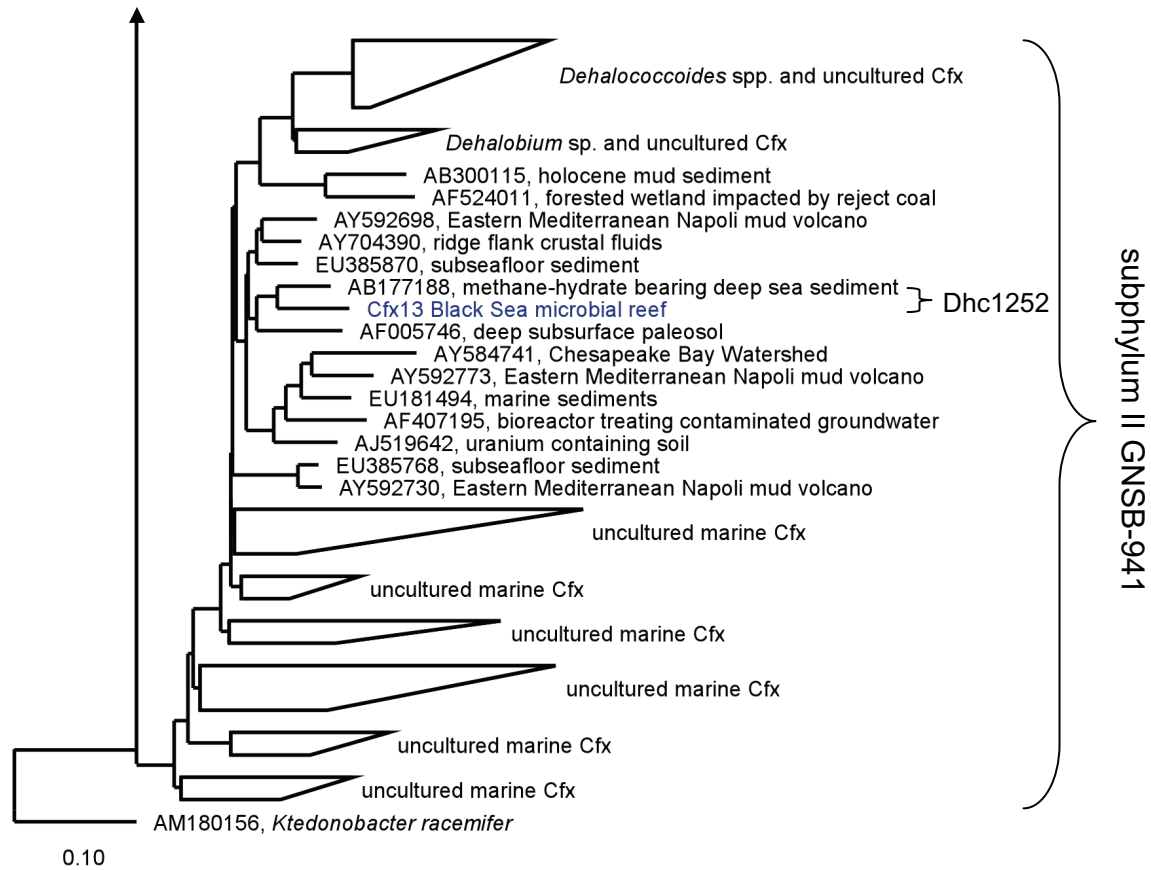 Dehalococcoides spp. and uncultured Cfx
Dehalobium sp. and uncultured Cfx
AB300115, holocene mud sediment
AF524011, forested wetland impacted by reject coal
AY592698, Eastern Mediterranean Napoli mud volcano
AY704390, ridge flank crustal fluids
EU385870, subseafloor sediment
AB177188, methane-hydrate bearing deep sea sediment
Dhc1252
Cfx13 Black Sea microbial reef
AF005746, deep subsurface paleosol
AY584741, Chesapeake Bay Watershed
AY592773, Eastern Mediterranean Napoli mud volcano
EU181494, marine sediments
AF407195, bioreactor treating contaminated groundwater
AJ519642, uranium containing soil
EU385768, subseafloor sediment
AY592730, Eastern Mediterranean Napoli mud volcano
uncultured marine Cfx
uncultured marine Cfx
uncultured marine Cfx
uncultured marine Cfx
uncultured marine Cfx
uncultured marine Cfx
AM180156, Ktedonobacter racemifer
0.10
subphylum II GNSB-941